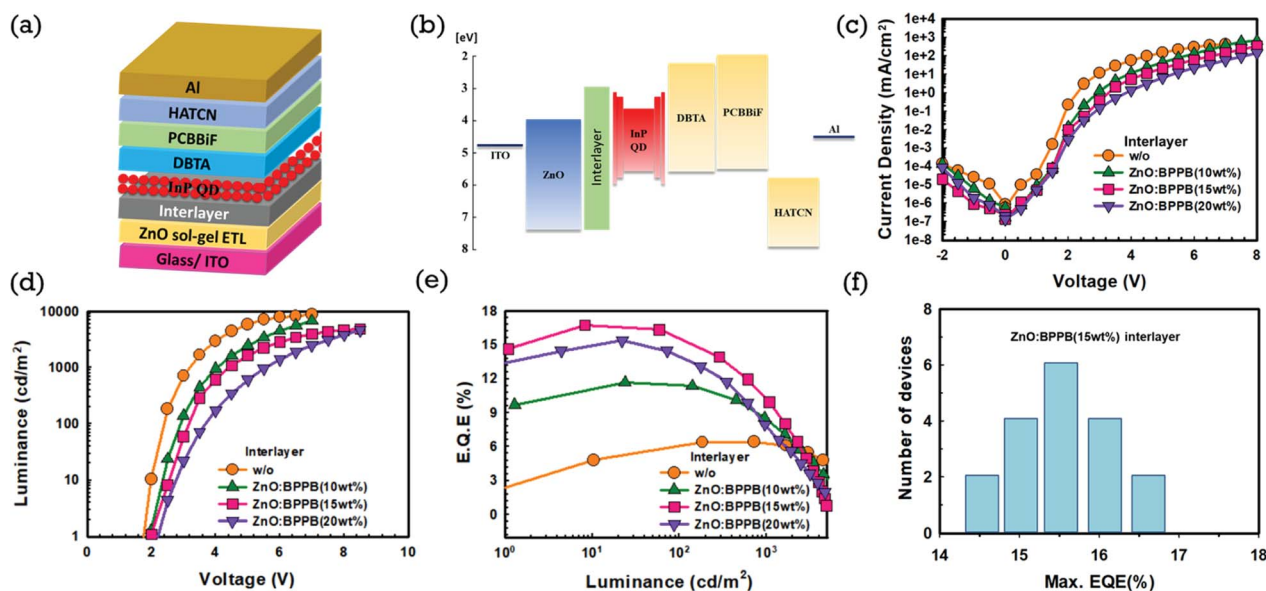 (a)
Al
HATCN
PCBBiF
DBTA
InP QD
Interlayer
ZnO sol-gel ETL
Glass/ ITO
(b)
[eV]
2
3
4
5
6
7
8
ITO
ZnO
Interlayer
InP
QD
DBTA
PCBBiF
HATCN
Al
(c)
Current Density (mA/cm²)
1e+4
1e+3
1e+2
1e+1
1e+0
1e-1
1e-2
1e-3
1e-4
1e-5
1e-6
1e-7
1e-8
Interlayer
w/o
ZnO:BPPB(10wt%)
ZnO:BPPB(15wt%)
ZnO:BPPB(20wt%)
-2 0 2 4 6 8
Voltage (V)
(d)
Luminance (cd/m²)
10000
1000
100
10
1
Interlayer
w/o
ZnO:BPPB(10wt%)
ZnO:BPPB(15wt%)
ZnO:BPPB(20wt%)
0 2 4 6 8 10
Voltage (V)
(e)
E.Q.E (%)
18
15
12
9
6
3
0
Interlayer
w/o
ZnO:BPPB(10wt%)
ZnO:BPPB(15wt%)
ZnO:BPPB(20wt%)
10⁰ 10¹ 10² 10³
Luminance (cd/m²)
(f)
Number of devices
8
6
4
2
0
ZnO:BPPB(15wt%) interlayer
14 15 16 17 18
Max. EQE(%)